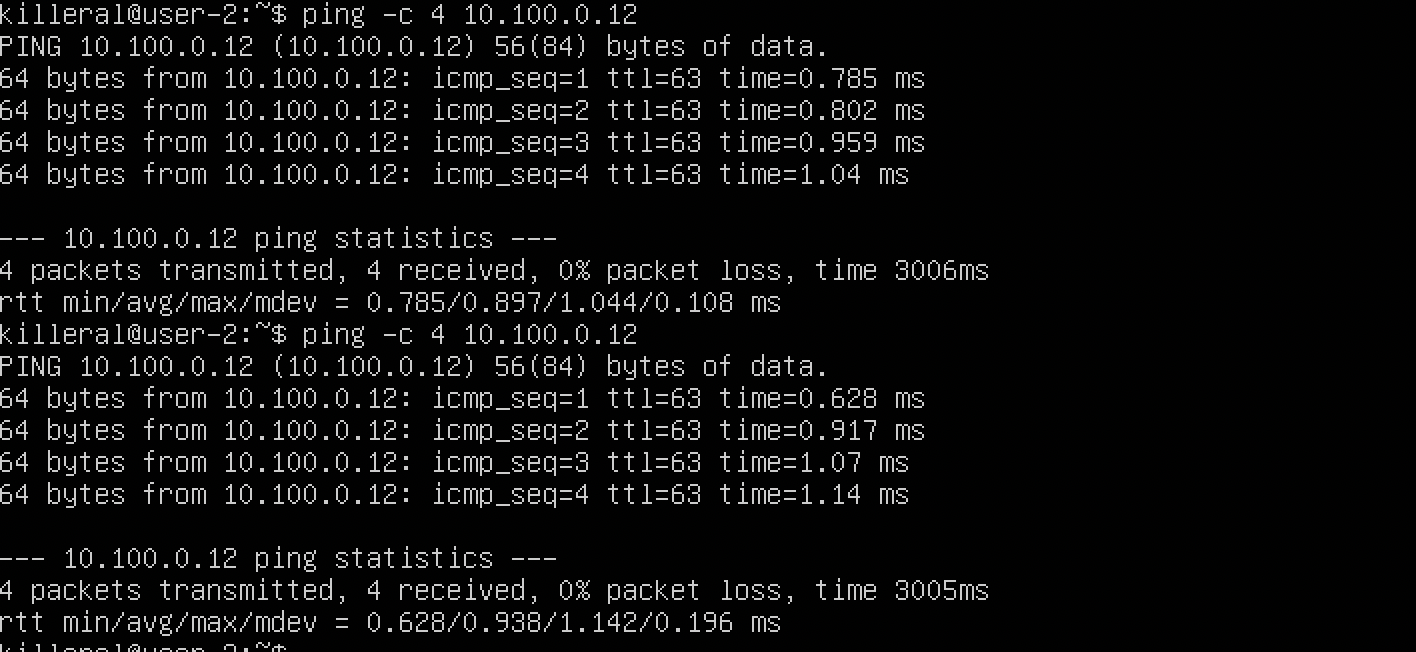 killeral@user-2:~$ ping -c 4 10.100.0.12
PING 10.100.0.12 (10.100.0.12) 56(84) bytes of data.
64 bytes from 10.100.0.12: icmp_seq=1 ttl=63 time=0.785 ms
64 bytes from 10.100.0.12: icmp_seq=2 ttl=63 time=0.802 ms
64 bytes from 10.100.0.12: icmp_seq=3 ttl=63 time=0.959 ms
64 bytes from 10.100.0.12: icmp_seq=4 ttl=63 time=1.04 ms
--- 10.100.0.12 ping statistics ---
4 packets transmitted, 4 received, 0% packet loss, time 3006ms
rtt min/avg/max/mdev = 0.785/0.897/1.044/0.108 ms
killeral@user-2:~$ ping -c 4 10.100.0.12
PING 10.100.0.12 (10.100.0.12) 56(84) bytes of data.
64 bytes from 10.100.0.12: icmp_seq=1 ttl=63 time=0.628 ms
64 bytes from 10.100.0.12: icmp_seq=2 ttl=63 time=0.917 ms
64 bytes from 10.100.0.12: icmp_seq=3 ttl=63 time=1.07 ms
64 bytes from 10.100.0.12: icmp_seq=4 ttl=63 time=1.14 ms
--- 10.100.0.12 ping statistics ---
4 packets transmitted, 4 received, 0% packet loss, time 3005ms
rtt min/avg/max/mdev = 0.628/0.938/1.142/0.196 ms
killeral@user-2:~$